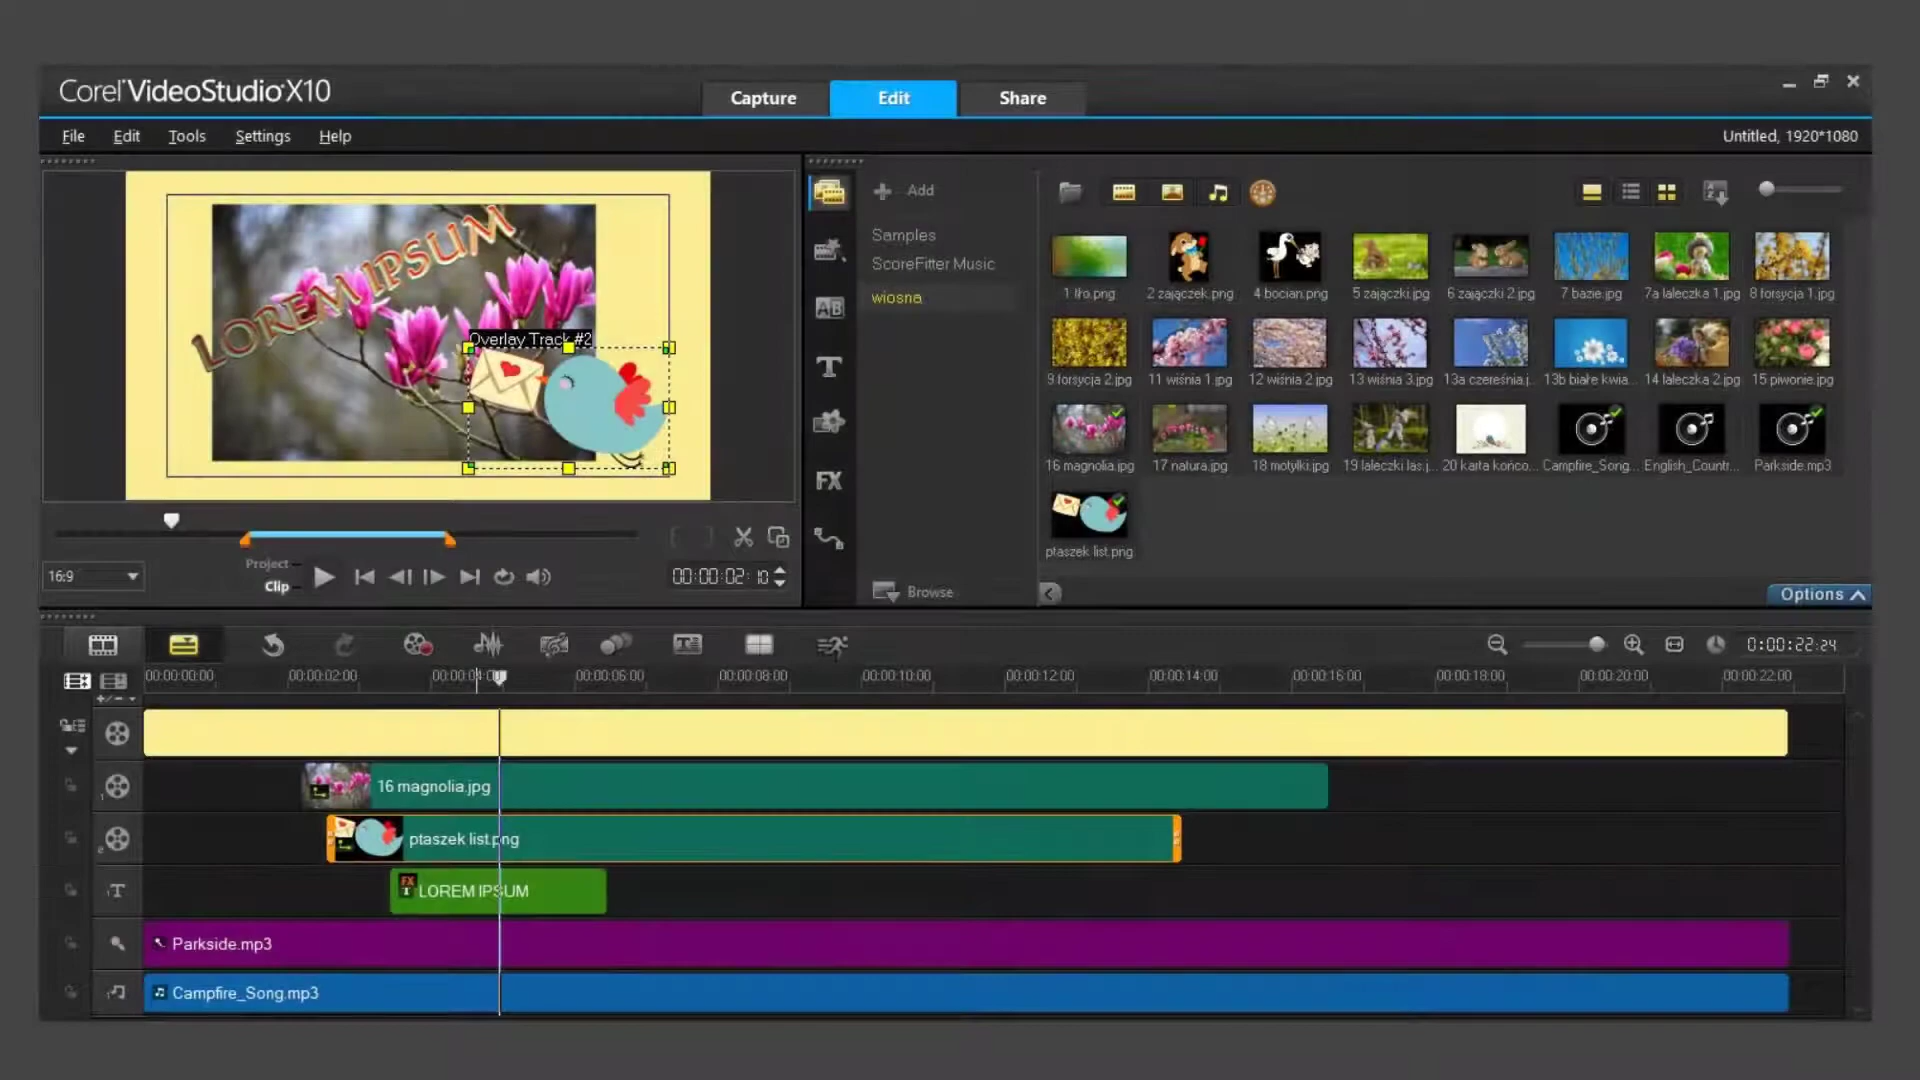 Corel VideoStudio X10
Capture
Edit
Share
File
Edit
Tools
Settings
Help
Untitled, 1920*1080
LOREM IPSUM
Overlay Track #2
Project
Clip
16:9
00:00:02:10
Add
Samples
ScoreFitter Music
wiosna
Browse
1 tło.png
2 zajączek.png
4 bocian.png
5 zajączki.jpg
6 zajączki 2.jpg
7 bazie.jpg
7a laleczka 1.jpg
8 forsycja 1.jpg
9 forsycja 2.jpg
11 wiśnia 1.jpg
12 wiśnia 2.jpg
13 wiśnia 3.jpg
13a czereśnia.j...
13b białe kwia...
14 laleczka 2.jpg
15 piwonie.jpg
16 magnolia.jpg
17 natura.jpg
18 motylki.jpg
19 laleczki las.j...
20 karta końco...
Campfire_Song...
English_Countr...
Parkside.mp3
ptaszek list.png
AB
T
FX
Options
0:00:22:24
00:00:00:00
00:00:02:00
00:00:04:00
00:00:06:00
00:00:08:00
00:00:10:00
00:00:12:00
00:00:14:00
00:00:16:00
00:00:18:00
00:00:20:00
00:00:22:00
16 magnolia.jpg
ptaszek list.png
LOREM IPSUM
Parkside.mp3
Campfire_Song.mp3